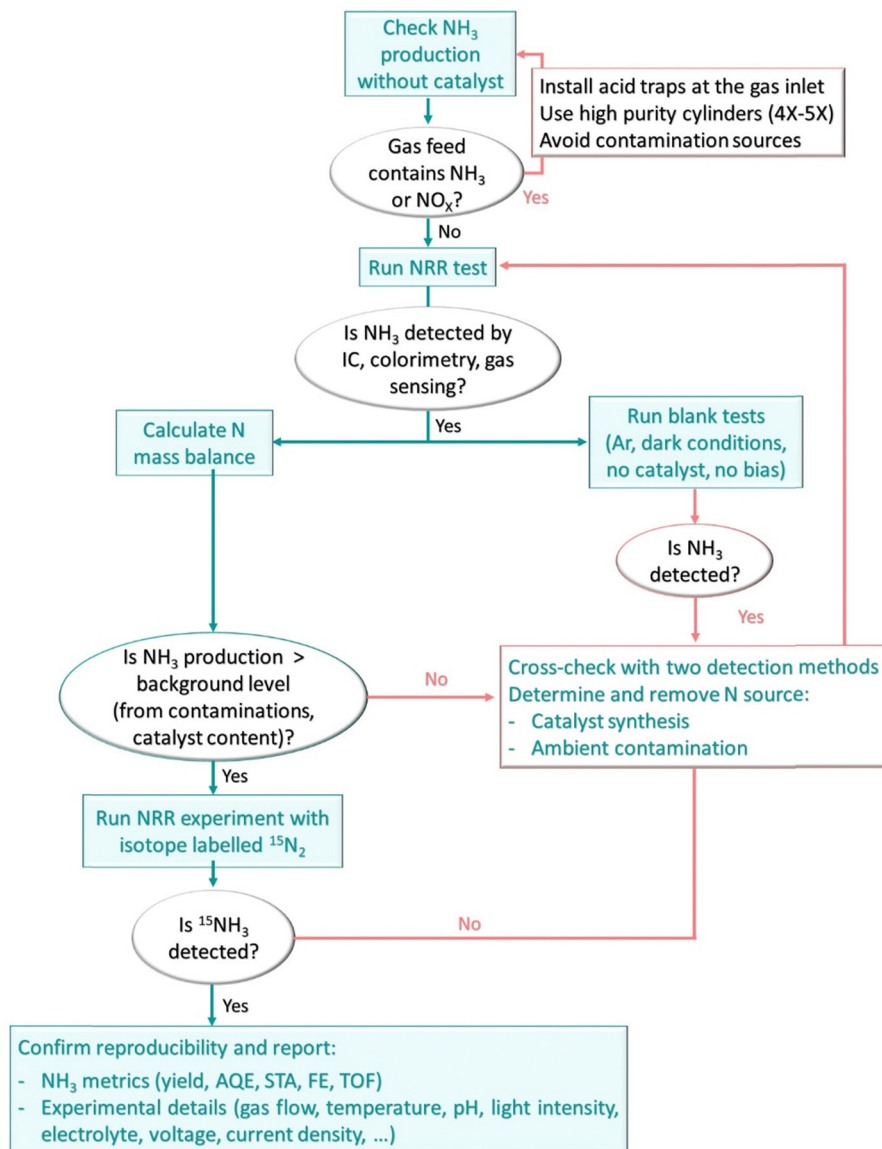 Check NH₃
production
without catalyst
Install acid traps at the gas inlet
Use high purity cylinders (4X-5X)
Avoid contamination sources
Gas feed
contains NH₃
or NOₓ?
Yes
No
Run NRR test
Is NH₃ detected by
IC, colorimetry, gas
sensing?
Yes
Calculate N
mass balance
Run blank tests
(Ar, dark conditions,
no catalyst, no bias)
Is NH₃
detected?
Yes
Is NH₃ production >
background level
(from contaminations,
catalyst content)?
No
Cross-check with two detection methods
Determine and remove N source:
- Catalyst synthesis
- Ambient contamination
Yes
Run NRR experiment with
isotope labelled ¹⁵N₂
Is ¹⁵NH₃
detected?
No
Yes
Confirm reproducibility and report:
- NH₃ metrics (yield, AQE, STA, FE, TOF)
- Experimental details (gas flow, temperature, pH, light intensity,
electrolyte, voltage, current density, ...)